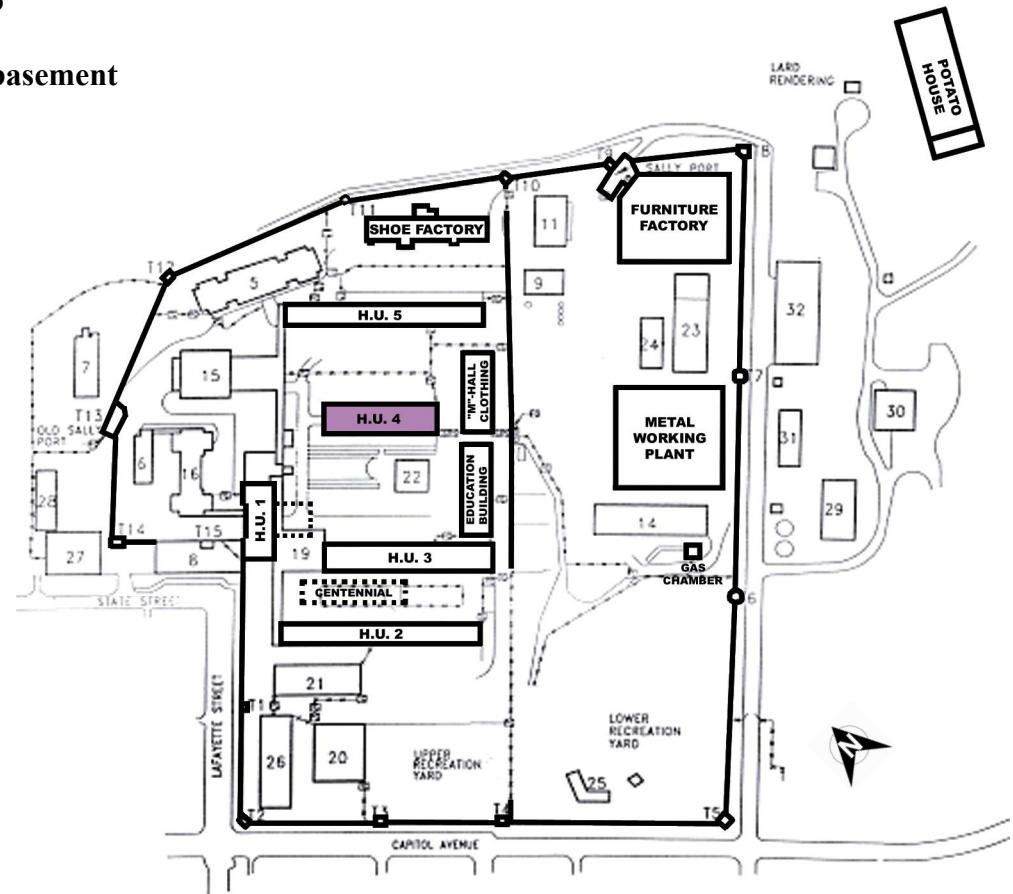 basement
LARD
RENDERING
POTATO
HOUSE
T8
T9
SALLY PORT
T10
T11
FURNITURE
FACTORY
11
SHOE FACTORY
T12
5
9
32
H.U. 5
23
24
7
15
"M"-HALL
CLOTHING
T7
H.U. 4
METAL
WORKING
PLANT
30
T13
OLD SALLY
PORT
31
6
16
22
EDUCATION
BUILDING
28
H.U. 1
29
14
T14
T15
27
8
19
H.U. 3
GAS
CHAMBER
CENTENNIAL
6
STATE STREET
H.U. 2
21
LAFAYETTE STREET
T1
LOWER
RECREATION
YARD
N
26
20
UPPER
RECREATION
YARD
25
T2
T3
T4
T5
CAPITOL AVENUE